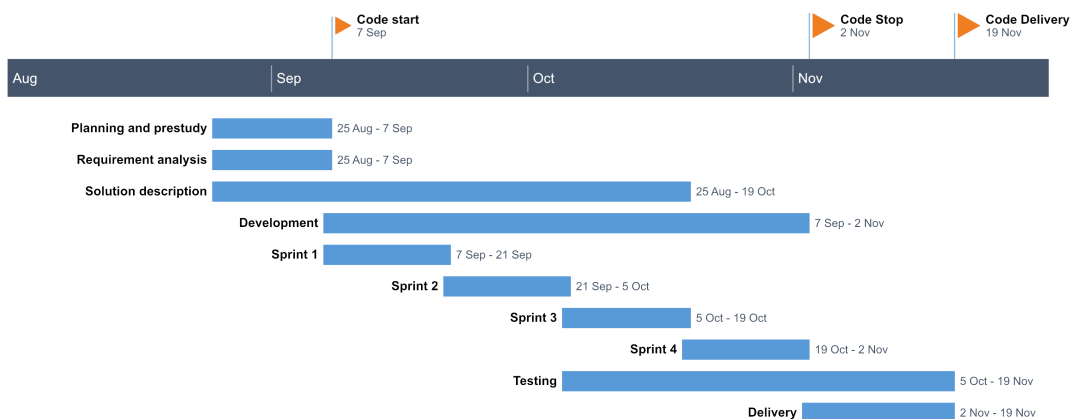 Code start
7 Sep
Code Stop
2 Nov
Code Delivery
19 Nov
Aug Sep Oct Nov
Planning and prestudy 25 Aug - 7 Sep
Requirement analysis 25 Aug - 7 Sep
Solution description 25 Aug - 19 Oct
Development 7 Sep - 2 Nov
Sprint 1 7 Sep - 21 Sep
Sprint 2 21 Sep - 5 Oct
Sprint 3 5 Oct - 19 Oct
Sprint 4 19 Oct - 2 Nov
Testing 5 Oct - 19 Nov
Delivery 2 Nov - 19 Nov